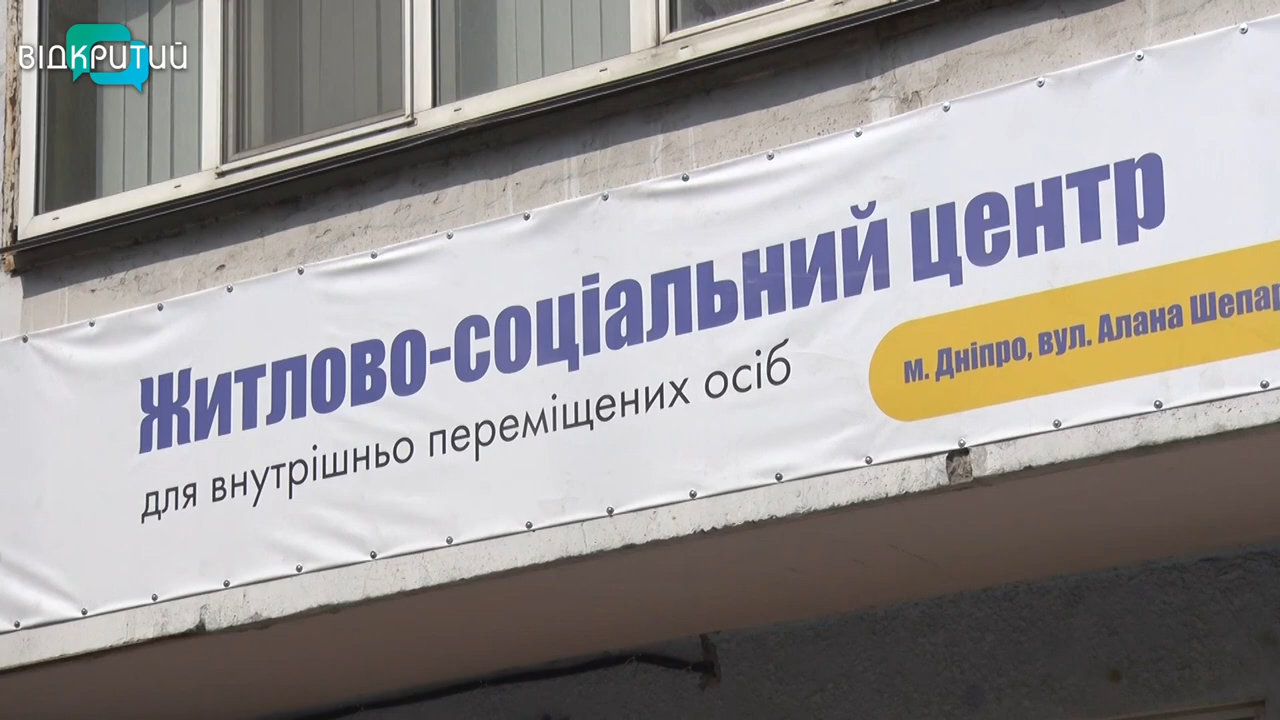 ВІДКРИТИЙ
Житлово-соціальний центр
для внутрішньо переміщених осіб
м. Дніпро, вул. Алана